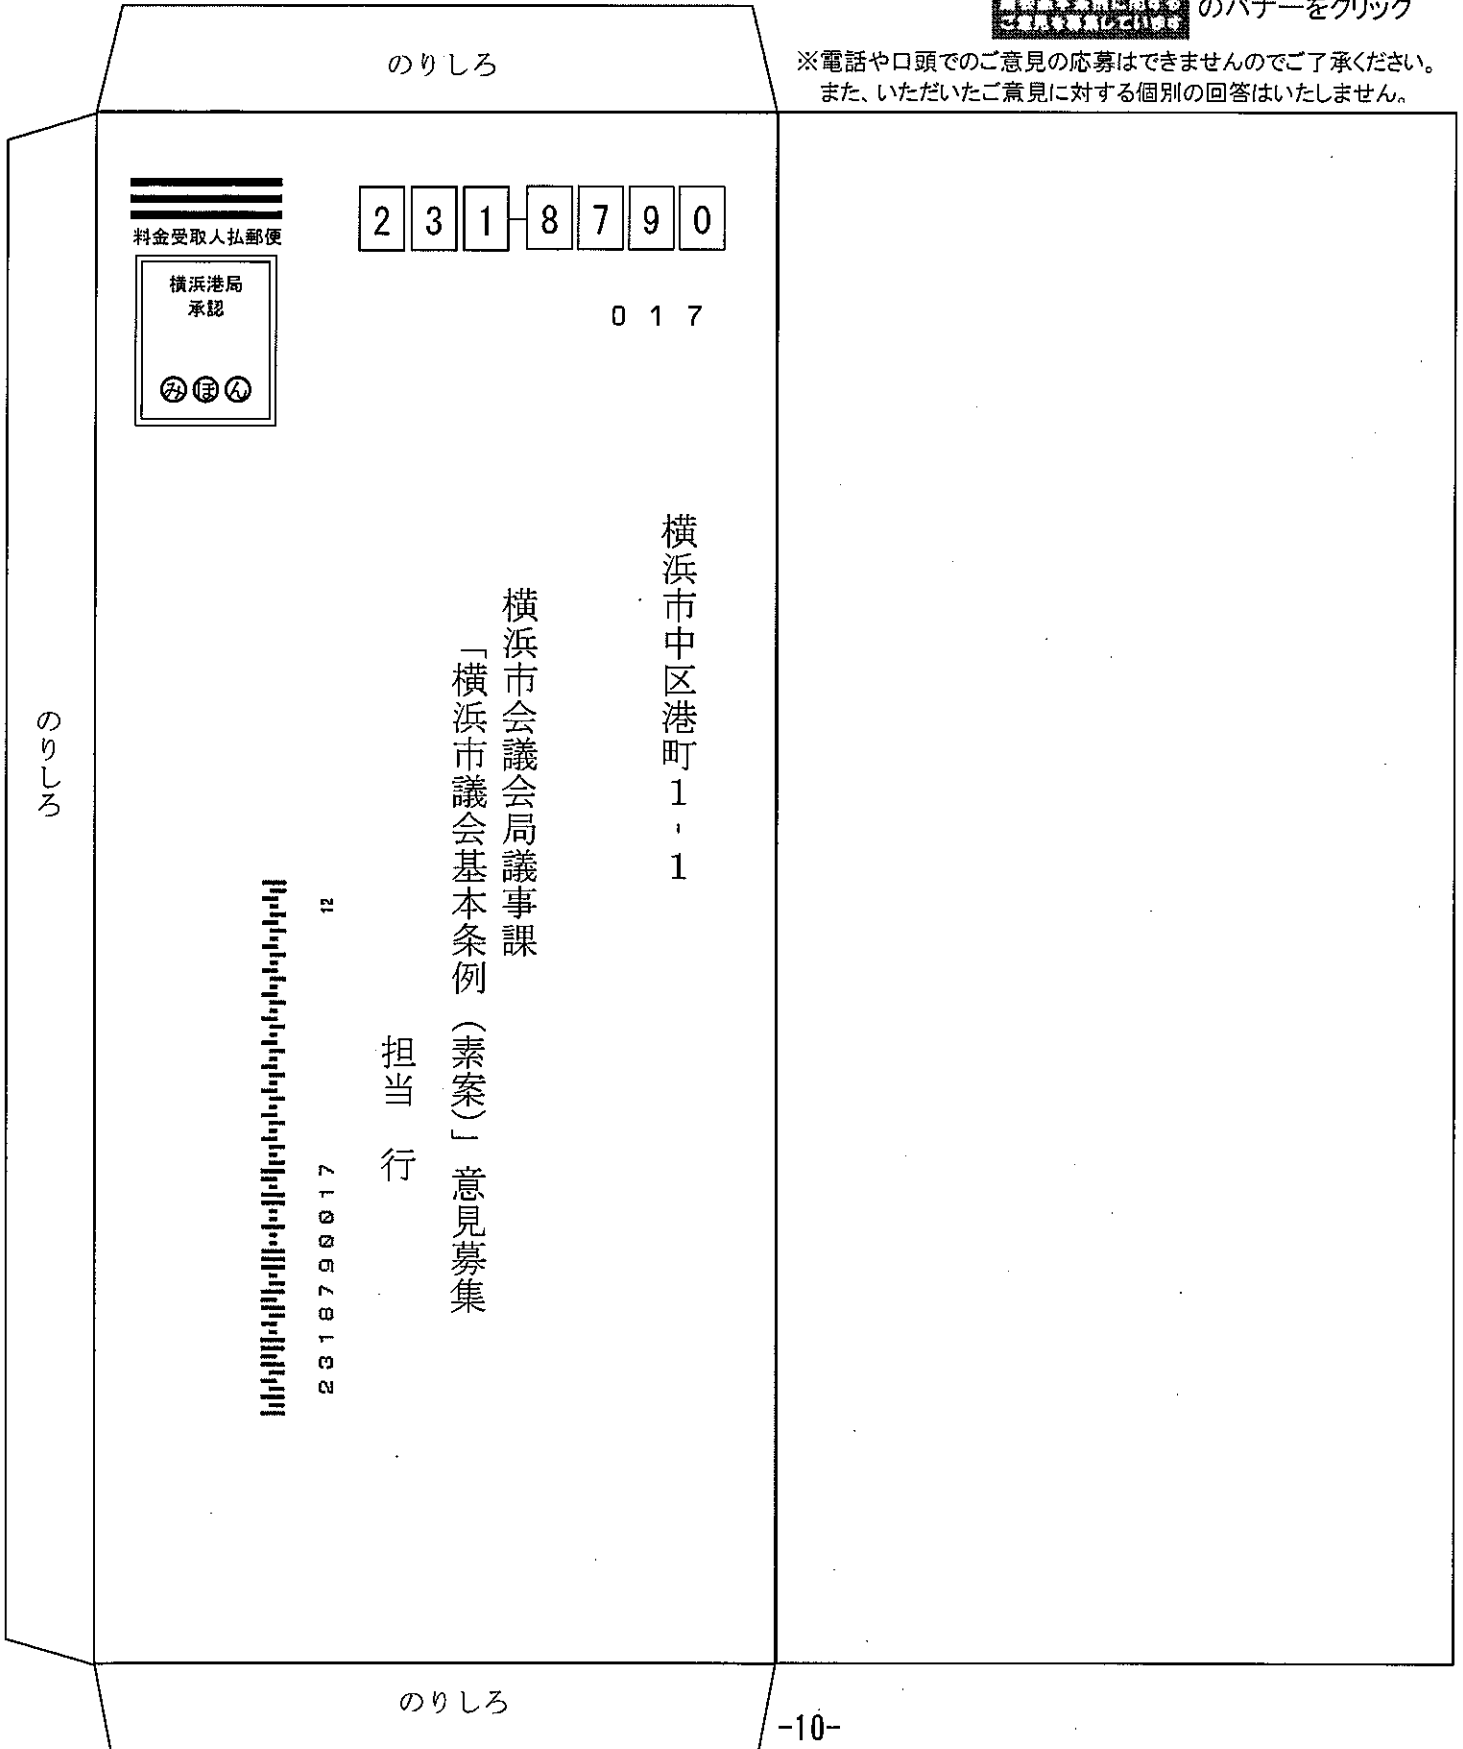 のバナーをクリック
※電話や口頭でのご意見の応募はできませんのでご了承ください。
また、いただいたご意見に対する個別の回答はいたしません。
のりしろ
料金受取人払郵便
横浜港局
承認
みほん
231-8790
017
横浜市中区港町1-1
横浜市会議会局議事課
「横浜市議会基本条例(素案)」意見募集
担当 行
12
2318790017
のりしろ
のりしろ
-10-